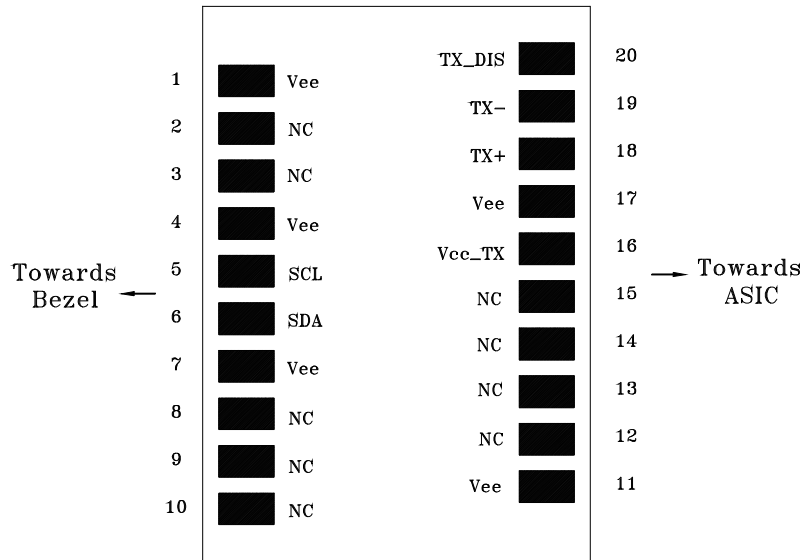 TX_DIS 20
1 Vee
TX- 19
2 NC
TX+ 18
3 NC
Vee 17
4 Vee
Vcc_TX 16
5 SCL
Towards
Bezel
Towards
ASIC
NC 15
6 SDA
NC 14
7 Vee
NC 13
8 NC
NC 12
9 NC
Vee 11
10 NC